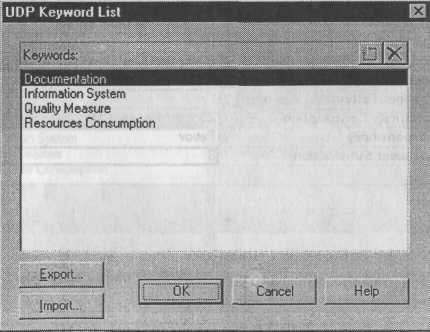 UDP Keyword List
Keywords:
Documentation
Information System
Quality Measure
Resources Consumption
Export...
Import...
OK
Cancel
Help